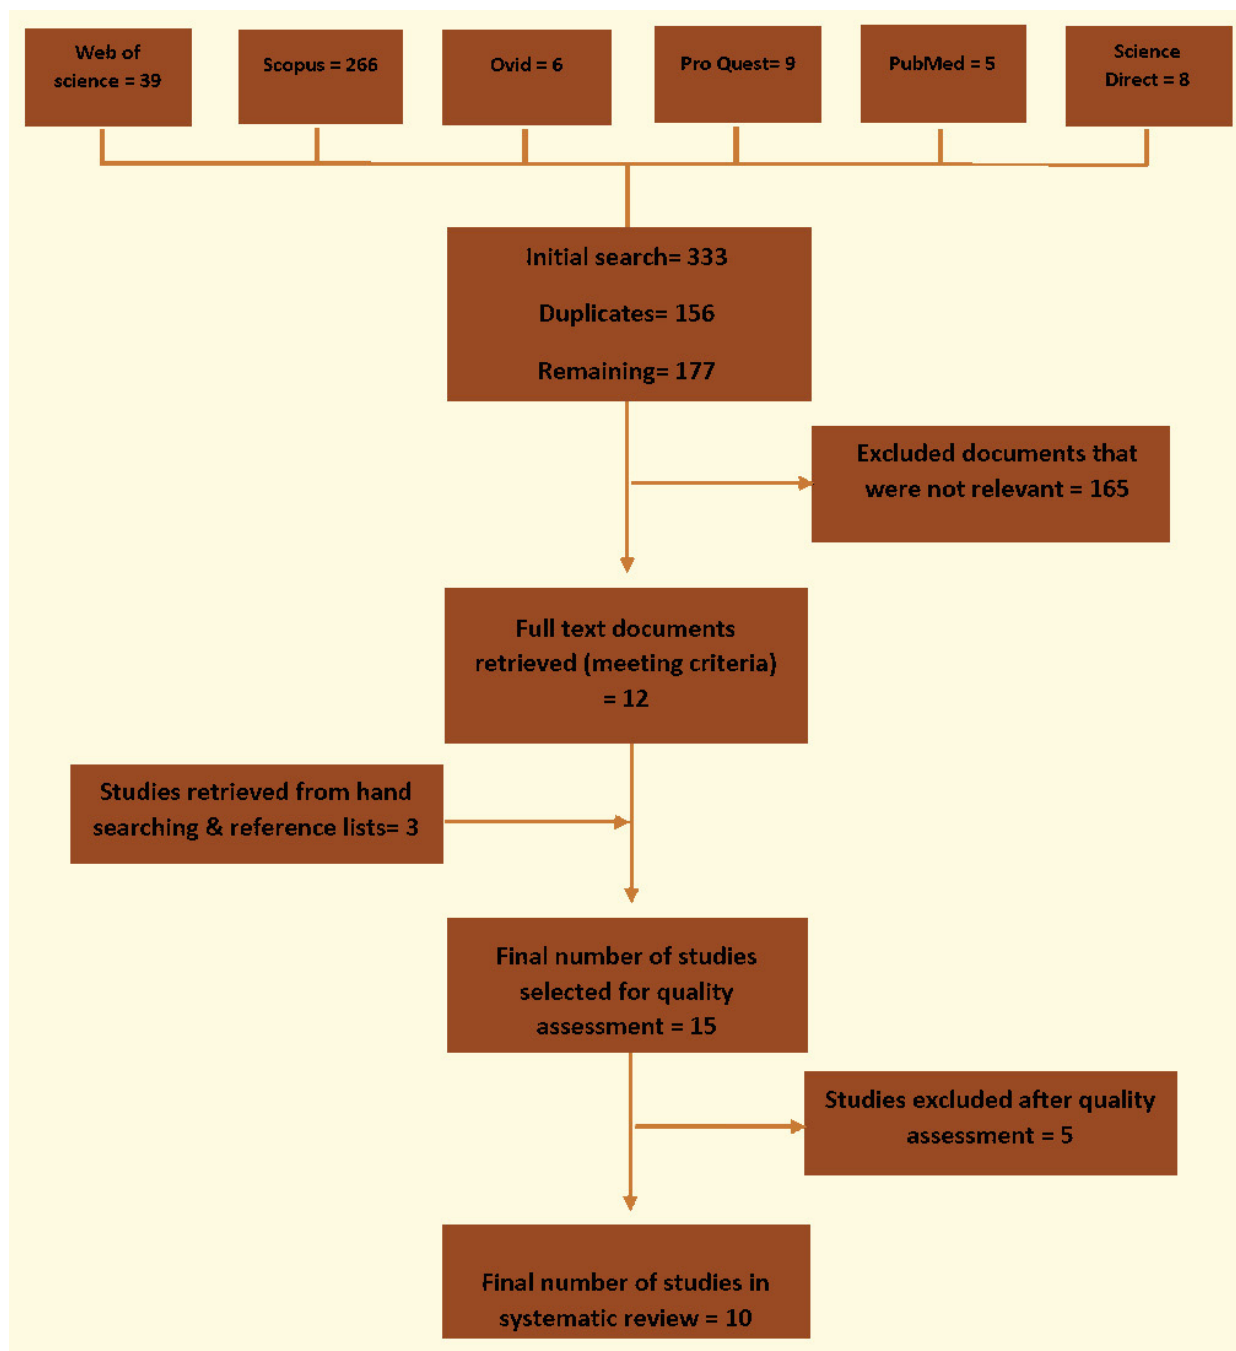 Web of
science = 39
Scopus = 266
Ovid = 6
Pro Quest= 9
PubMed = 5
Science
Direct = 8
Initial search= 333
Duplicates= 156
Remaining= 177
Excluded documents that
were not relevant = 165
Full text documents
retrieved (meeting criteria)
= 12
Studies retrieved from hand
searching & reference lists= 3
Final number of studies
selected for quality
assessment = 15
Studies excluded after quality
assessment = 5
Final number of studies in
systematic review = 10